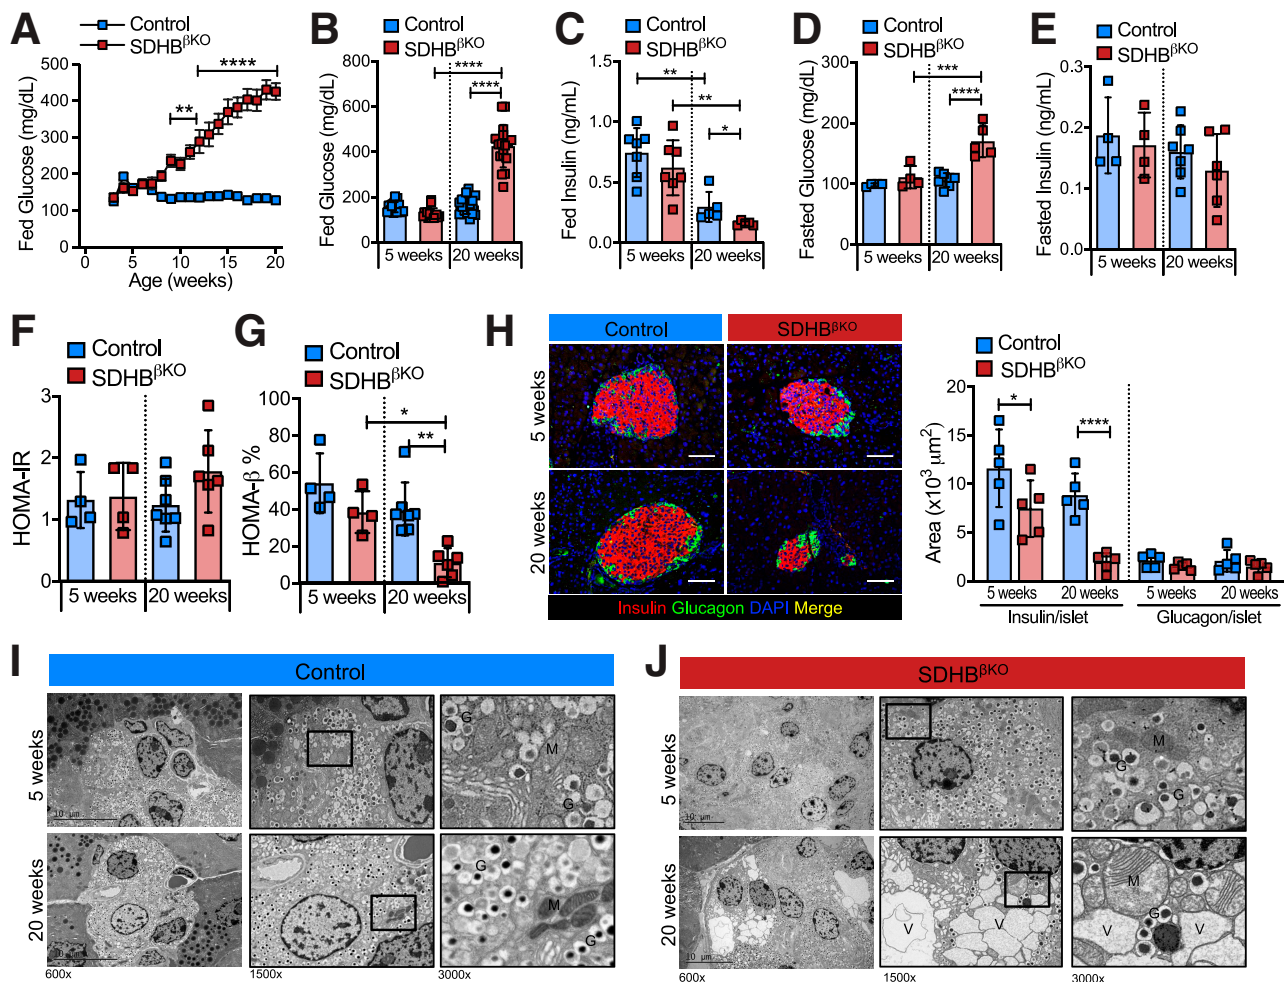 A
Control
SDHBβKO
Fed Glucose (mg/dL)
500
400
300
200
100
0
0 5 10 15 20
Age (weeks)
**
****
B
Control
SDHBβKO
Fed Glucose (mg/dL)
800
600
400
200
0
****
****
5 weeks 20 weeks
C
Control
SDHBβKO
Fed Insulin (ng/mL)
1.5
1.0
0.5
0.0
**
**
*
5 weeks 20 weeks
D
Control
SDHBβKO
Fasted Glucose (mg/dL)
300
200
100
0
***
****
5 weeks 20 weeks
E
Control
SDHBβKO
Fasted Insulin (ng/mL)
0.3
0.2
0.1
0.0
5 weeks 20 weeks
F
Control
SDHBβKO
HOMA-IR
3
2
1
0
5 weeks 20 weeks
G
Control
SDHBβKO
HOMA-β %
100
80
60
40
20
0
*
**
5 weeks 20 weeks
H
Control SDHBβKO
5 weeks
20 weeks
Insulin Glucagon DAPI Merge
Control
SDHBβKO
Area (x10³ µm²)
20
15
10
5
0
*
****
5 weeks 20 weeks 5 weeks 20 weeks
Insulin/islet Glucagon/islet
I
Control
5 weeks
10 µm
G
M
G
20 weeks
10 µm
G
M
G
600x 1500x 3000x
J
SDHBβKO
5 weeks
10 µm
M
G
G
20 weeks
10 µm
V
V
M
G
V
V
600x 1500x 3000x